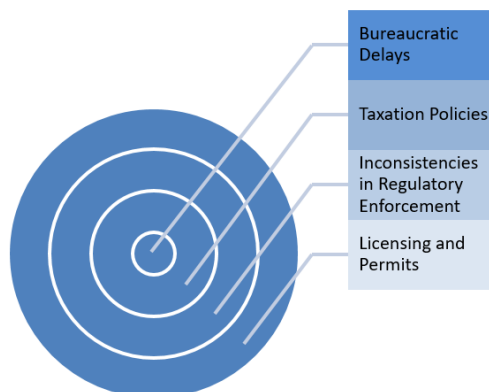 Bureaucratic
Delays
Taxation Policies
Inconsistencies
in Regulatory
Enforcement
Licensing and
Permits